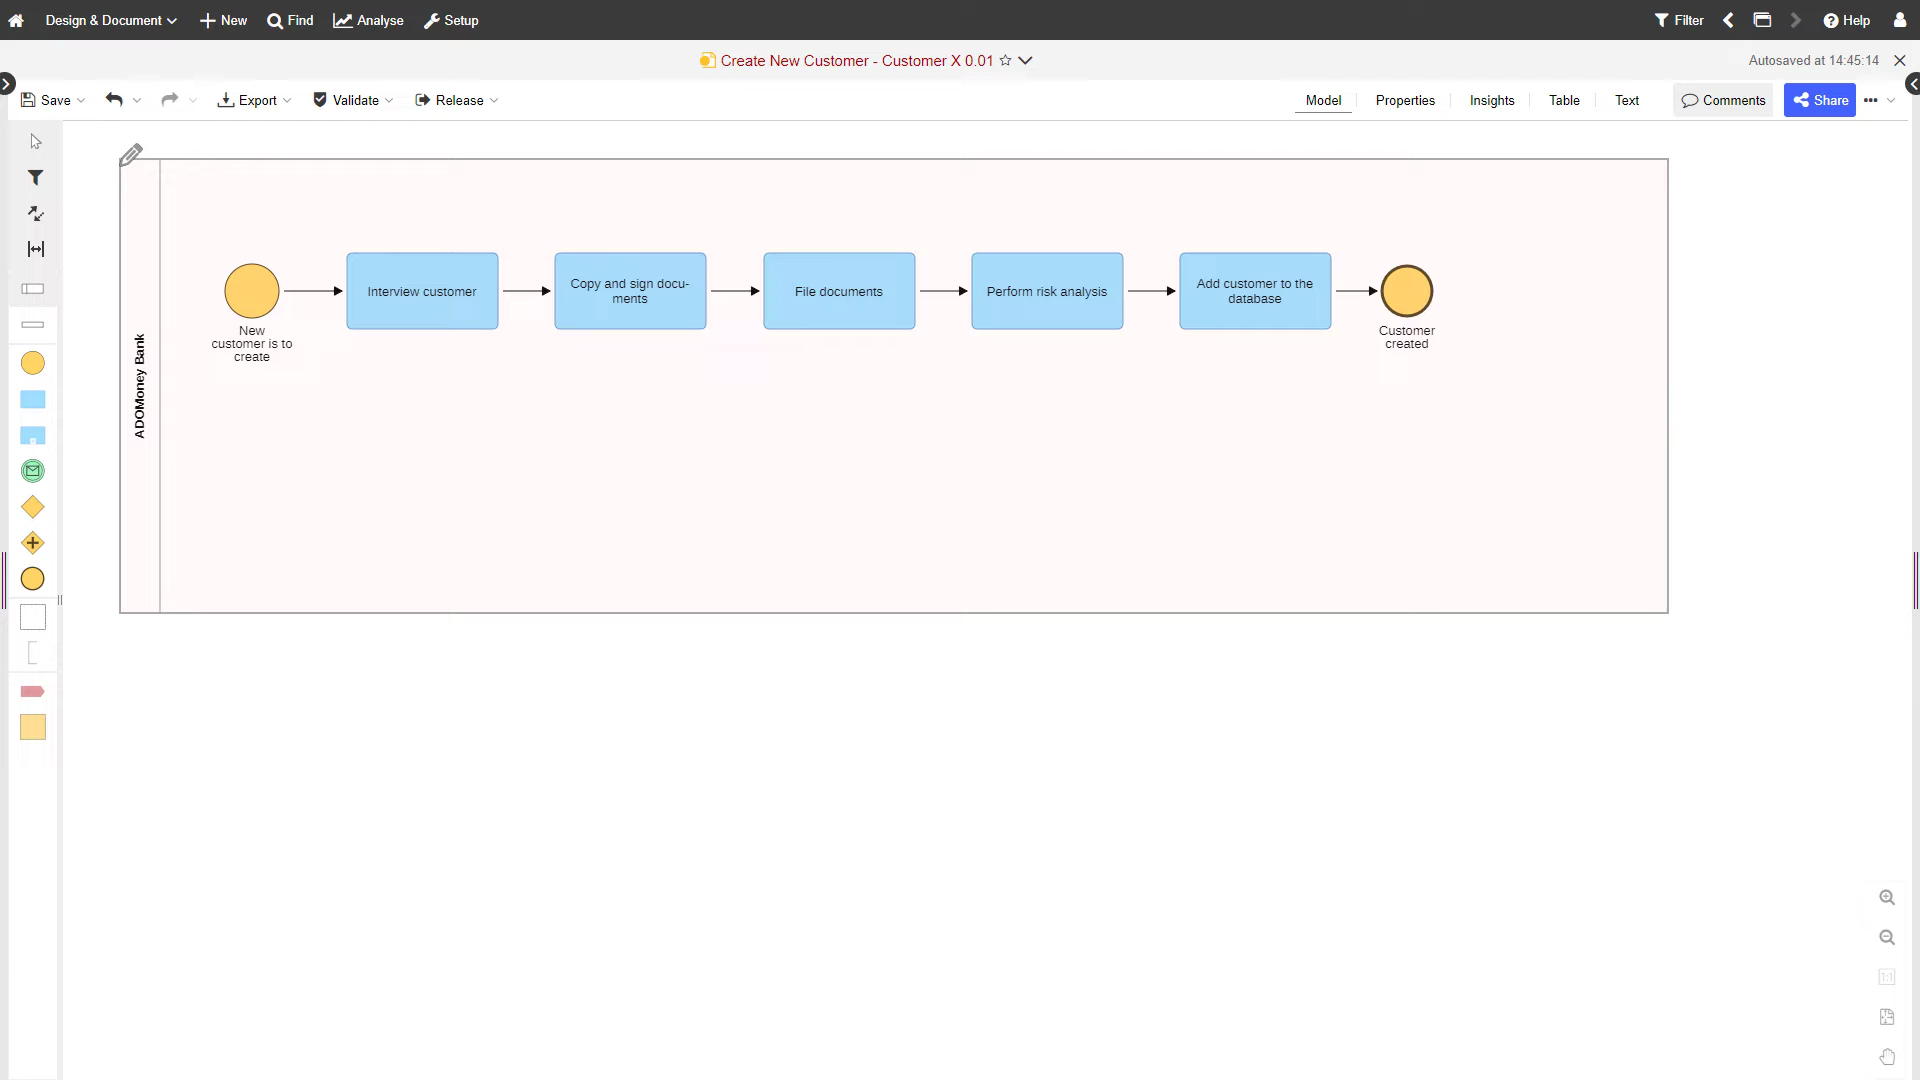 Design & Document
New
Find
Analyse
Setup
Filter
Help
Create New Customer - Customer X 0.01
Autosaved at 14:45:14
Save
Export
Validate
Release
Model
Properties
Insights
Table
Text
Comments
Share
ADOMoney Bank
New
customer is to
create
Interview customer
Copy and sign docu-
ments
File documents
Perform risk analysis
Add customer to the
database
Customer
created
1:1